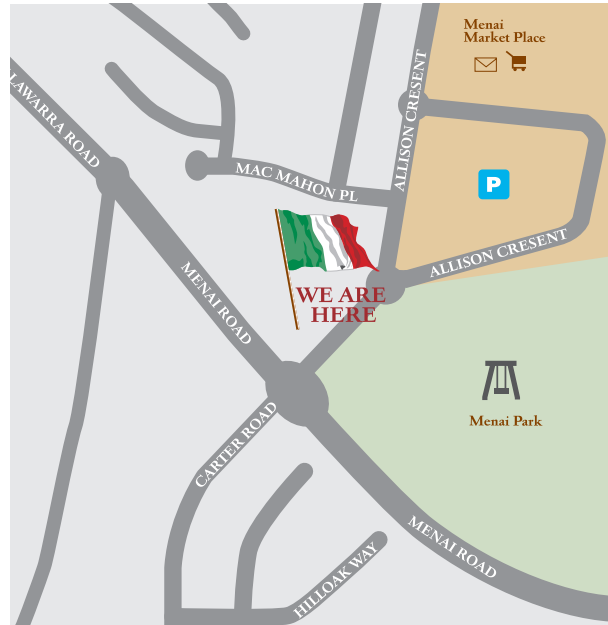 Menai
Market Place
ALLISON CRESENT
LAWARRA ROAD
MAC MAHON PL
P
ALLISON CRESENT
MENAI ROAD
WE ARE
HERE
CARTER ROAD
Menai Park
MENAI ROAD
HILLOAK WAY